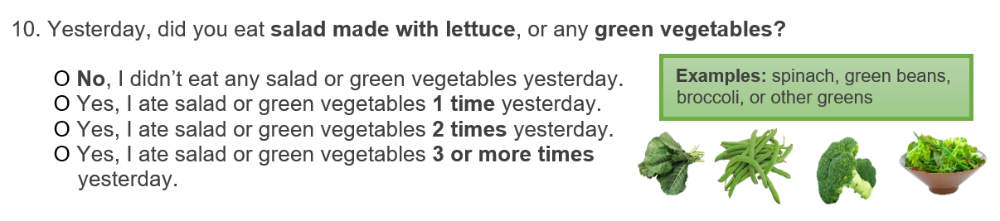 10. Yesterday, did you eat salad made with lettuce, or any green vegetables?
O No, I didn’t eat any salad or green vegetables yesterday.
O Yes, I ate salad or green vegetables 1 time yesterday.
O Yes, I ate salad or green vegetables 2 times yesterday.
O Yes, I ate salad or green vegetables 3 or more times
yesterday.
Examples: spinach, green beans,
broccoli, or other greens